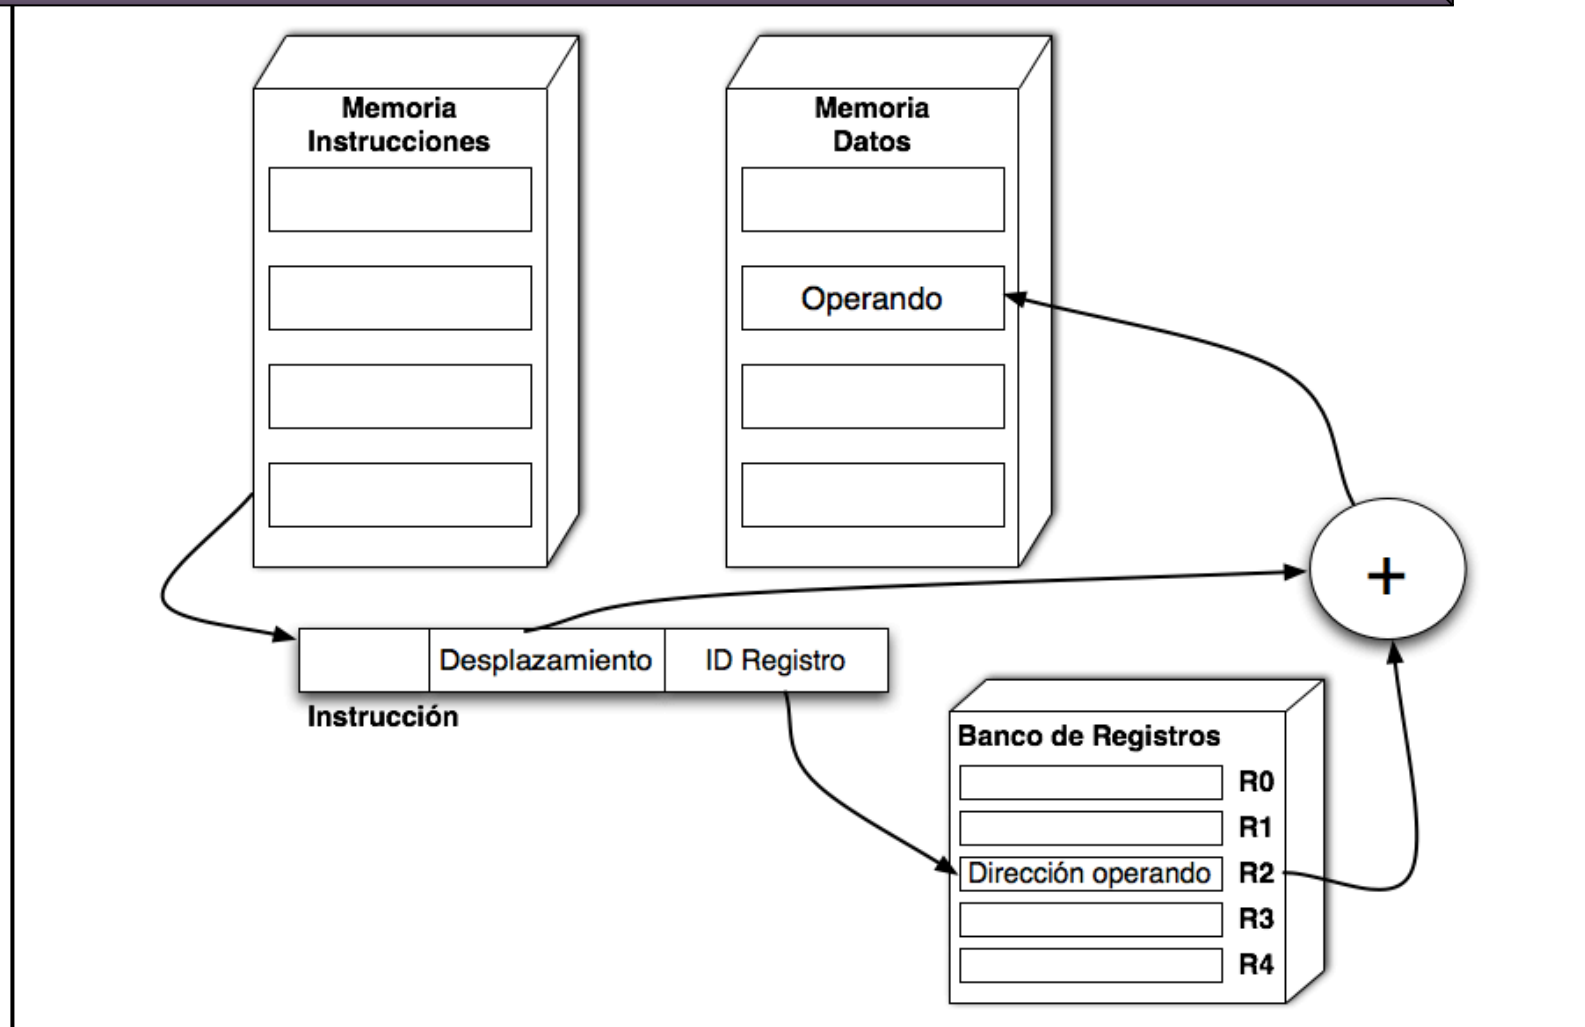 Memoria
Instrucciones
Memoria
Datos
Operando
+
Desplazamiento
ID Registro
Instrucción
Banco de Registros
R0
R1
Dirección operando R2
R3
R4